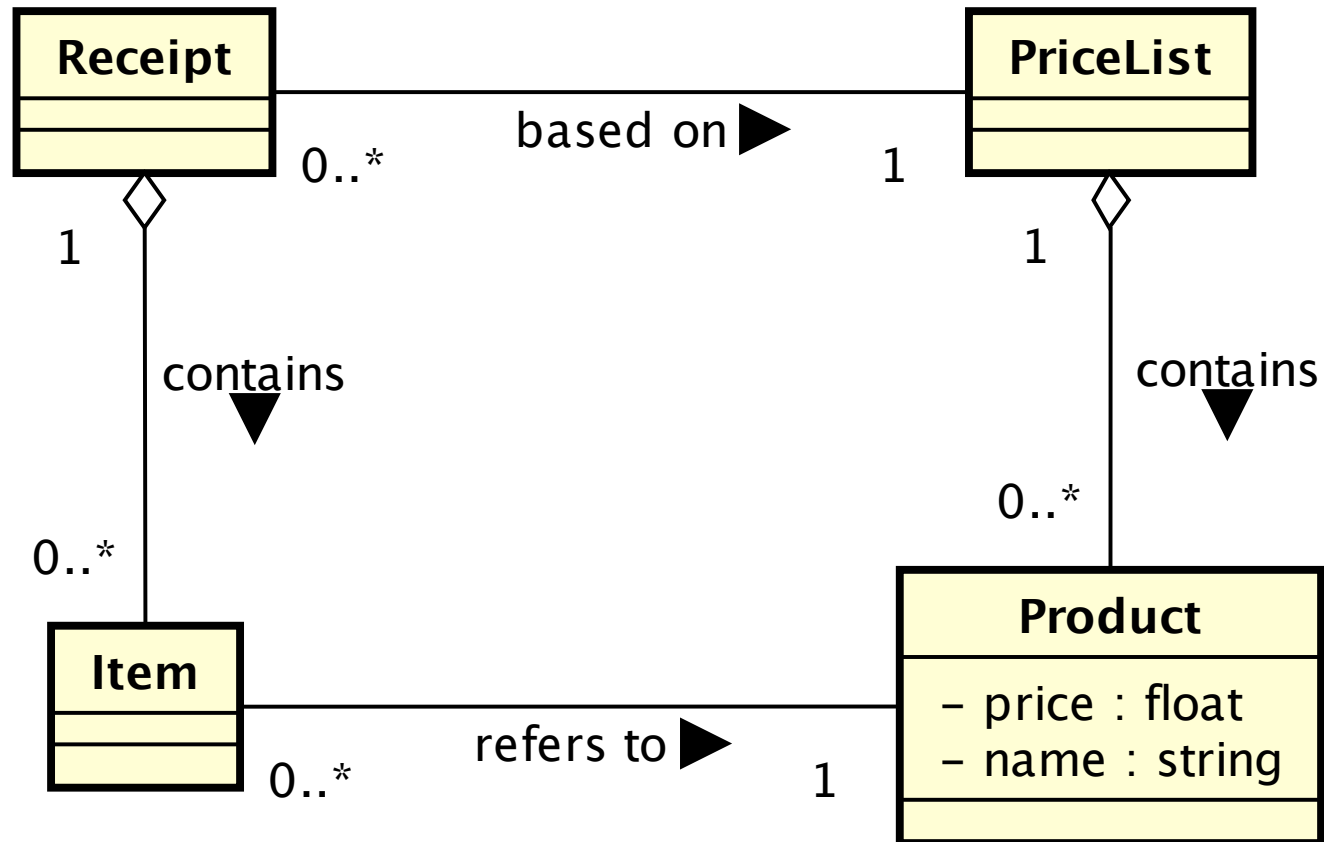 Receipt
PriceList
based on
0..*
1
1
1
contains
contains
0..*
0..*
Product
Item
- price : float
- name : string
refers to
0..*
1